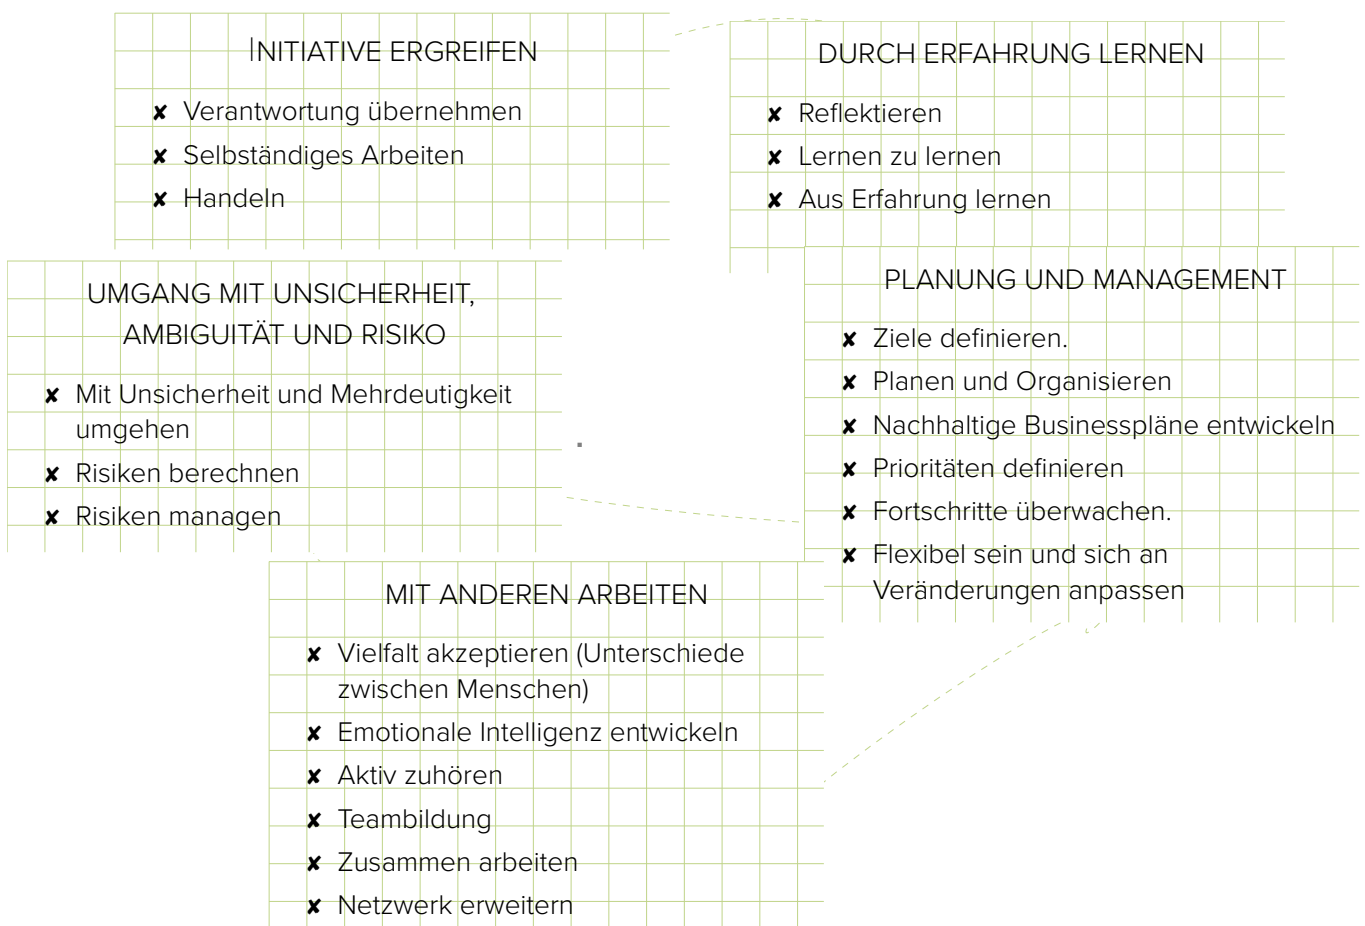 INITIATIVE ERGREIFEN
✘ Verantwortung übernehmen
✘ Selbständiges Arbeiten
✘ Handeln
DURCH ERFAHRUNG LERNEN
✘ Reflektieren
✘ Lernen zu lernen
✘ Aus Erfahrung lernen
UMGANG MIT UNSICHERHEIT,
AMBIGUITÄT UND RISIKO
✘ Mit Unsicherheit und Mehrdeutigkeit
umgehen
✘ Risiken berechnen
✘ Risiken managen
PLANUNG UND MANAGEMENT
✘ Ziele definieren.
✘ Planen und Organisieren
✘ Nachhaltige Businesspläne entwickeln
✘ Prioritäten definieren
✘ Fortschritte überwachen.
✘ Flexibel sein und sich an
Veränderungen anpassen
MIT ANDEREN ARBEITEN
✘ Vielfalt akzeptieren (Unterschiede
zwischen Menschen)
✘ Emotionale Intelligenz entwickeln
✘ Aktiv zuhören
✘ Teambildung
✘ Zusammen arbeiten
✘ Netzwerk erweitern